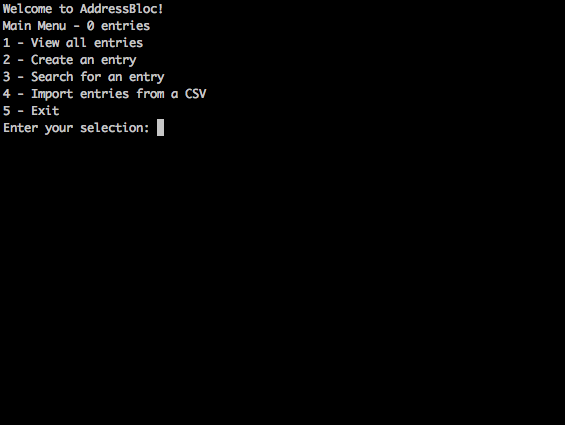 Welcome to AddressBloc!
Main Menu - 0 entries
1 - View all entries
2 - Create an entry
3 - Search for an entry
4 - Import entries from a CSV
5 - Exit
Enter your selection: